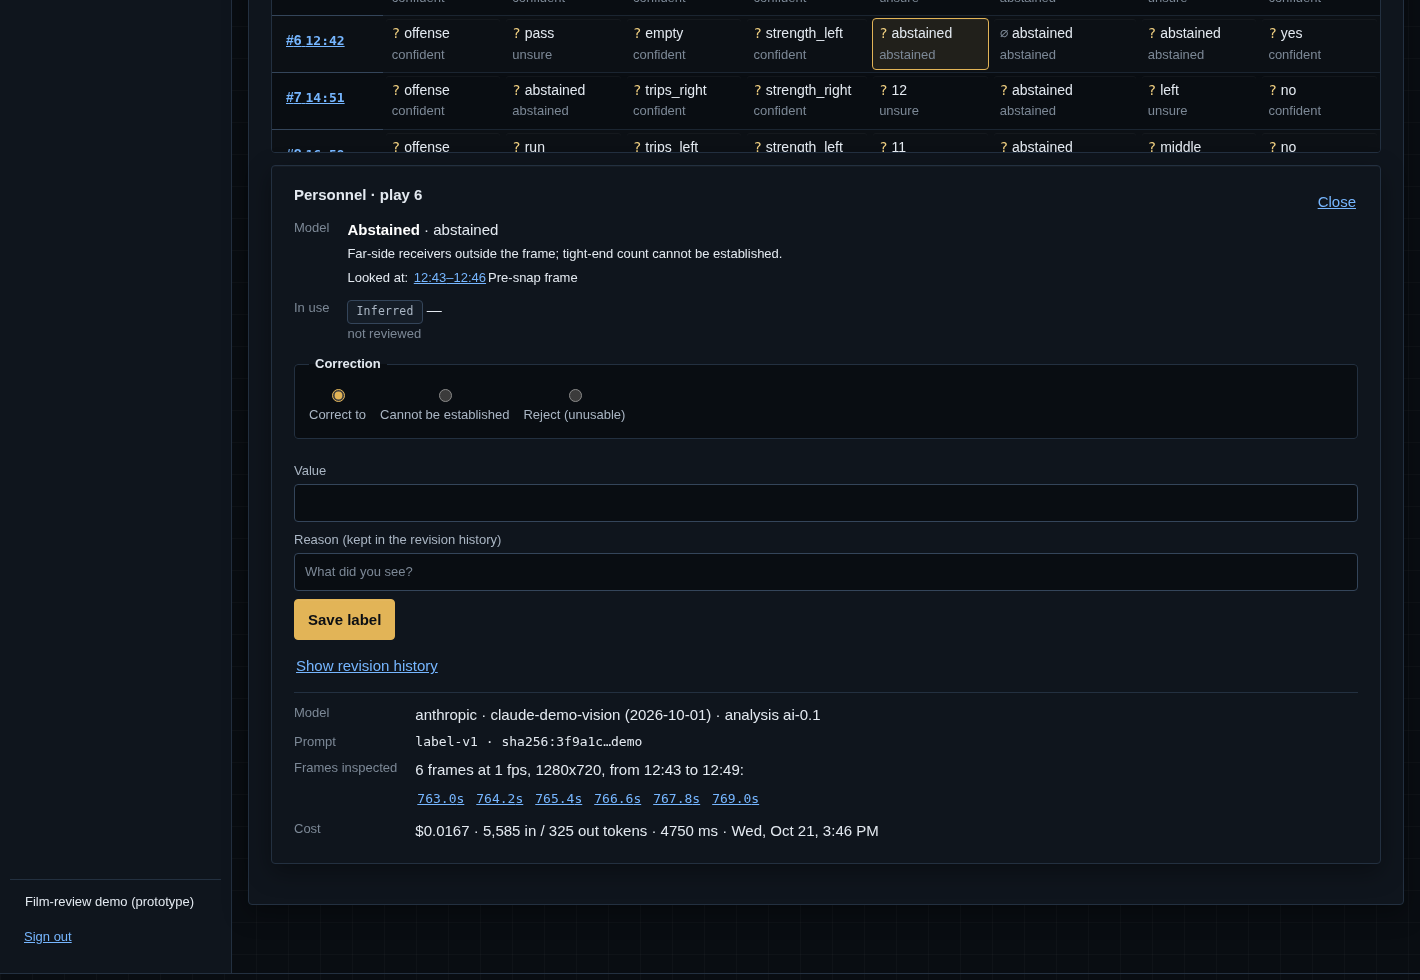 #6 12:42 ? offense ? pass ? empty ? strength_left ? abstained ∅ abstained ? abstained ? yes
confident unsure confident confident abstained abstained abstained confident
#7 14:51 ? offense ? abstained ? trips_right ? strength_right ? 12 ? abstained ? left ? no
confident abstained confident confident unsure abstained unsure confident
? offense ? run ? trips_left ? strength_left ? 11 ? abstained ? middle ? no
Personnel · play 6
Close
Model Abstained · abstained
Far-side receivers outside the frame; tight-end count cannot be established.
Looked at: 12:43–12:46 Pre-snap frame
In use Inferred —
not reviewed
Correction
Correct to Cannot be established Reject (unusable)
Value
Reason (kept in the revision history)
What did you see?
Save label
Show revision history
Model anthropic · claude-demo-vision (2026-10-01) · analysis ai-0.1
Prompt label-v1 · sha256:3f9a1c…demo
Frames inspected 6 frames at 1 fps, 1280x720, from 12:43 to 12:49:
763.0s 764.2s 765.4s 766.6s 767.8s 769.0s
Cost $0.0167 · 5,585 in / 325 out tokens · 4750 ms · Wed, Oct 21, 3:46 PM
Film-review demo (prototype)
Sign out